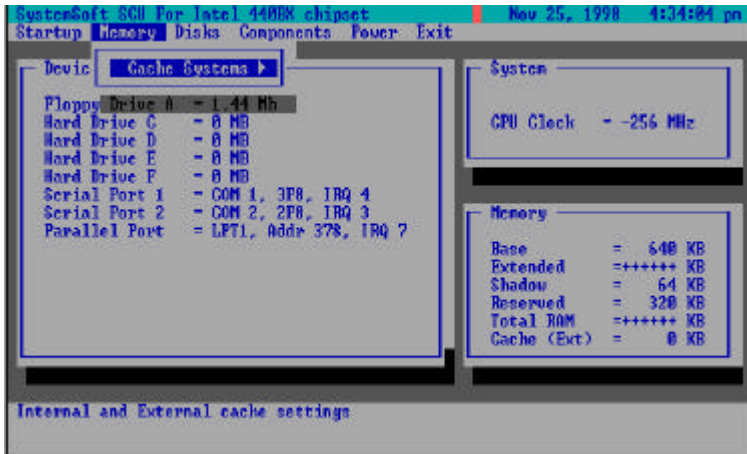 SystemSoft SCU For Intel 440BX chipset Nov 25, 1998 4:34:04 pm
Startup Memory Disks Components Power Exit
Devic Cache Systems System
Floppy Drive A = 1.44 Mb
Hard Drive C = 0 MB
Hard Drive D = 0 MB
Hard Drive E = 0 MB
Hard Drive F = 0 MB
Serial Port 1 = COM 1, 3F8, IRQ 4
Serial Port 2 = COM 2, 2F8, IRQ 3
Parallel Port = LPT1, Addr 378, IRQ 7
CPU Clock = -256 MHz
Memory
Base = 640 KB
Extended =++++++ KB
Shadow = 64 KB
Reserved = 320 KB
Total RAM =++++++ KB
Cache (Ext) = 0 KB
Internal and External cache settings